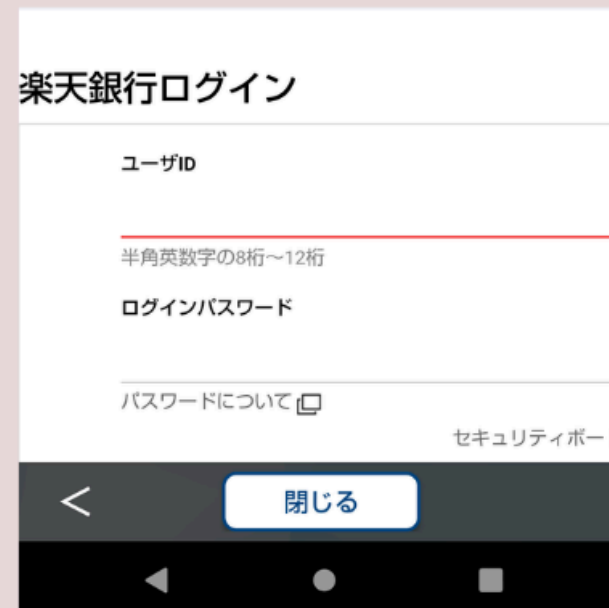 楽天銀行ログイン
ユーザID
半角英数字の8桁～12桁
ログインパスワード
パスワードについて
セキュリティボー
閉じる